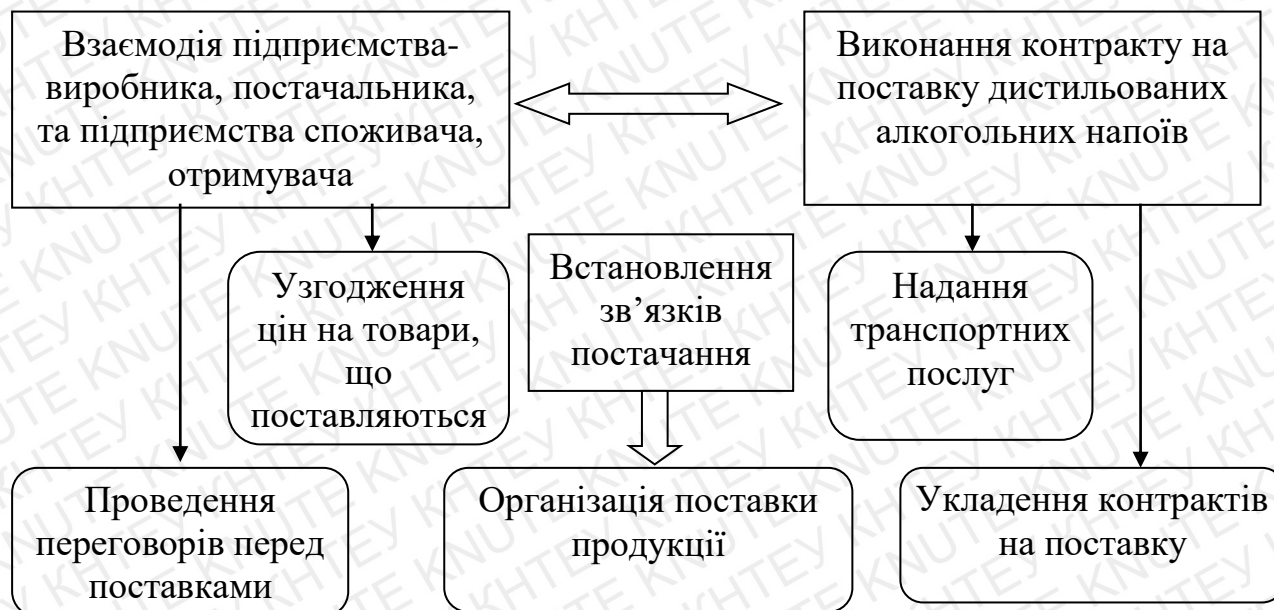 Взаємодія підприємства-
виробника, постачальника,
та підприємства споживача,
отримувача
Виконання контракту на
поставку дистильованих
алкогольних напоїв
Узгодження
цін на товари,
що
поставляються
Встановлення
зв’язків
постачання
Надання
транспортних
послуг
Проведення
переговорів перед
поставками
Організація поставки
продукції
Укладення контрактів
на поставку